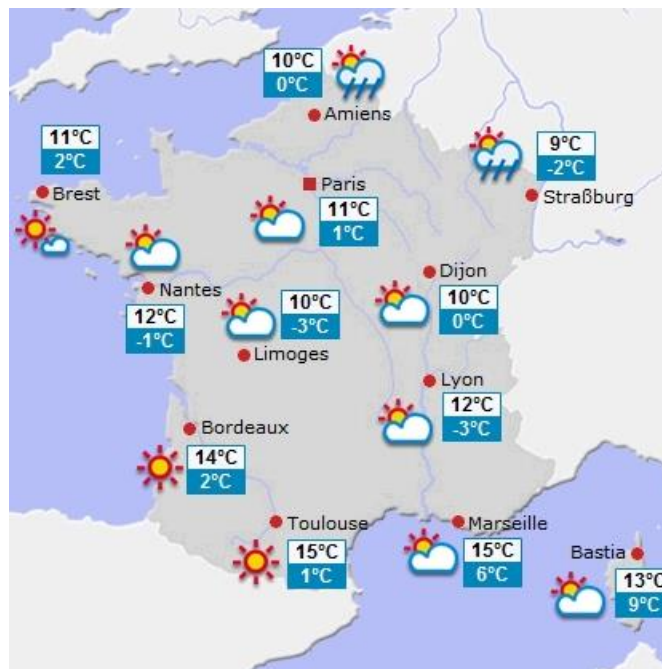 10°C
0°C
Amiens
11°C
2°C
Brest
9°C
-2°C
Straßburg
Paris
11°C
1°C
Nantes
12°C
-1°C
10°C
-3°C
Limoges
Dijon
10°C
0°C
Lyon
12°C
-3°C
Bordeaux
14°C
2°C
Toulouse
15°C
1°C
Marseille
15°C
6°C
Bastia
13°C
9°C